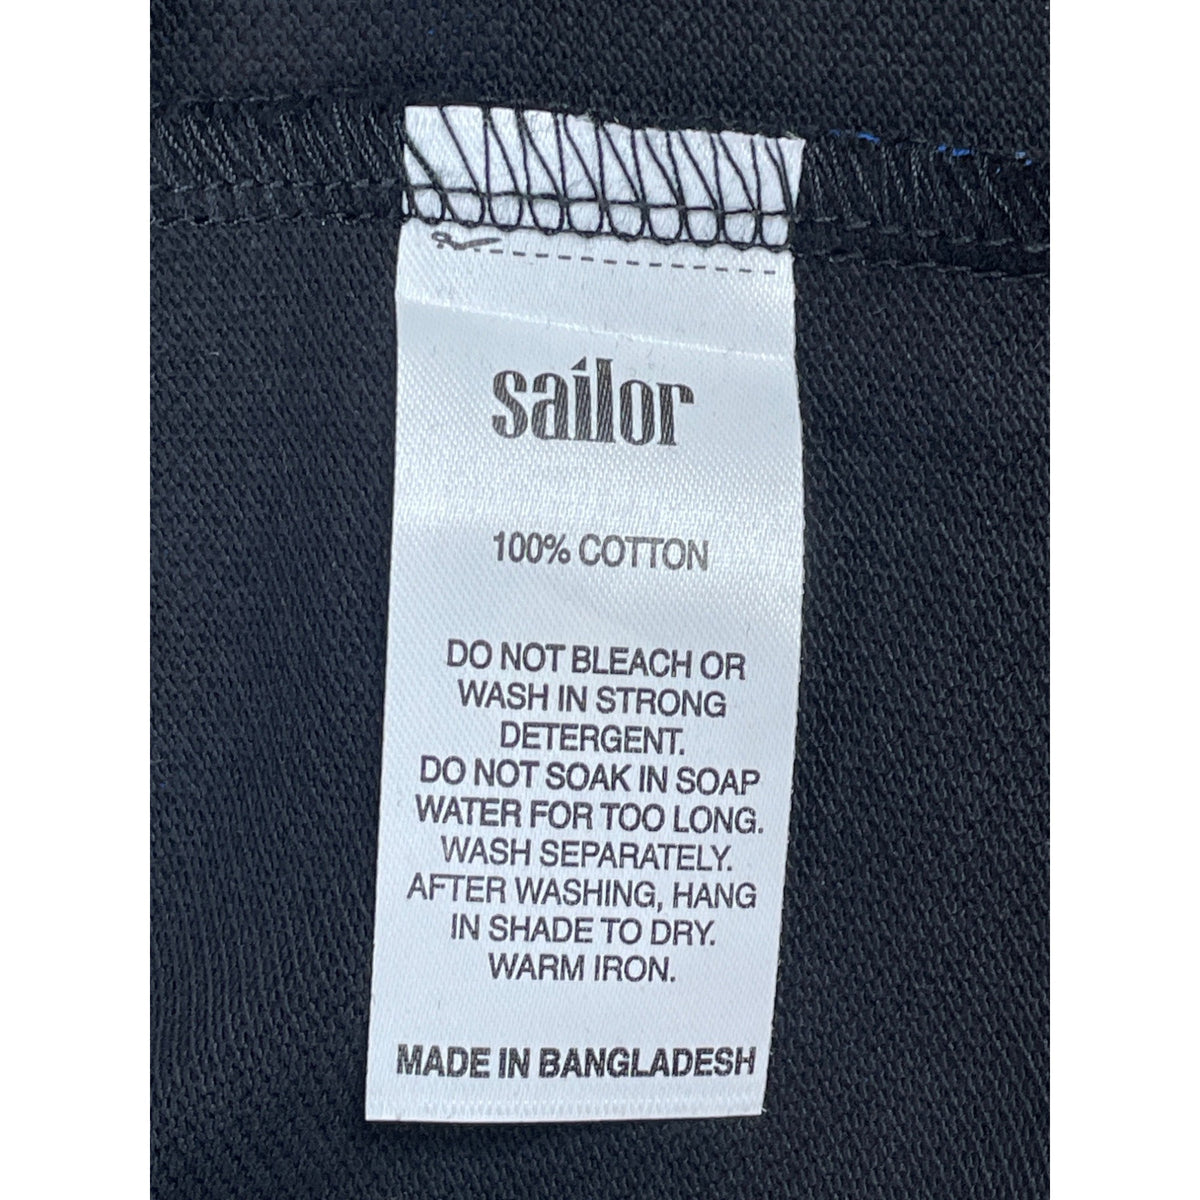 sailor
100% COTTON
DO NOT BLEACH OR
WASH IN STRONG
DETERGENT.
DO NOT SOAK IN SOAP
WATER FOR TOO LONG.
WASH SEPARATELY.
AFTER WASHING, HANG
IN SHADE TO DRY.
WARM IRON.
MADE IN BANGLADESH